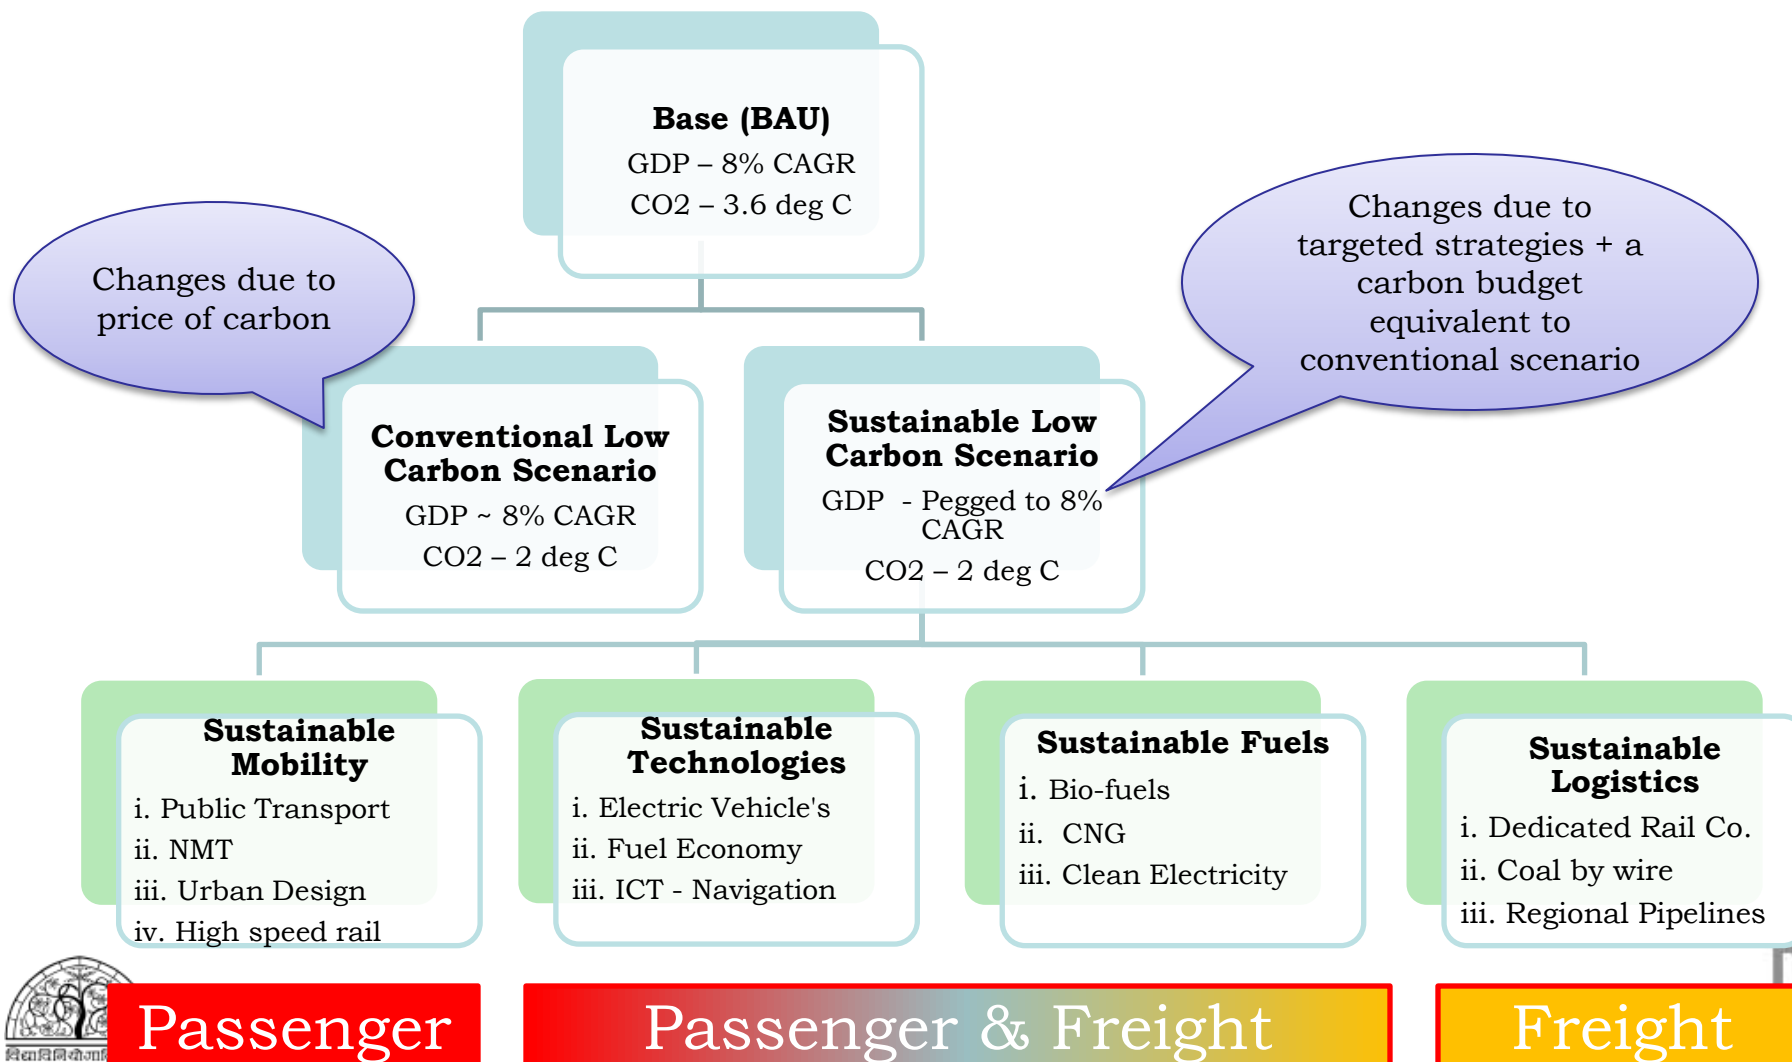 Base (BAU)
GDP – 8% CAGR
CO2 – 3.6 deg C
Changes due to
price of carbon
Changes due to
targeted strategies + a
carbon budget
equivalent to
conventional scenario
Conventional Low
Carbon Scenario
GDP ~ 8% CAGR
CO2 – 2 deg C
Sustainable Low
Carbon Scenario
GDP - Pegged to 8%
CAGR
CO2 – 2 deg C
Sustainable
Mobility
i. Public Transport
ii. NMT
iii. Urban Design
iv. High speed rail
Sustainable
Technologies
i. Electric Vehicle's
ii. Fuel Economy
iii. ICT - Navigation
Sustainable Fuels
i. Bio-fuels
ii. CNG
iii. Clean Electricity
Sustainable
Logistics
i. Dedicated Rail Co.
ii. Coal by wire
iii. Regional Pipelines
Passenger
Passenger & Freight
Freight